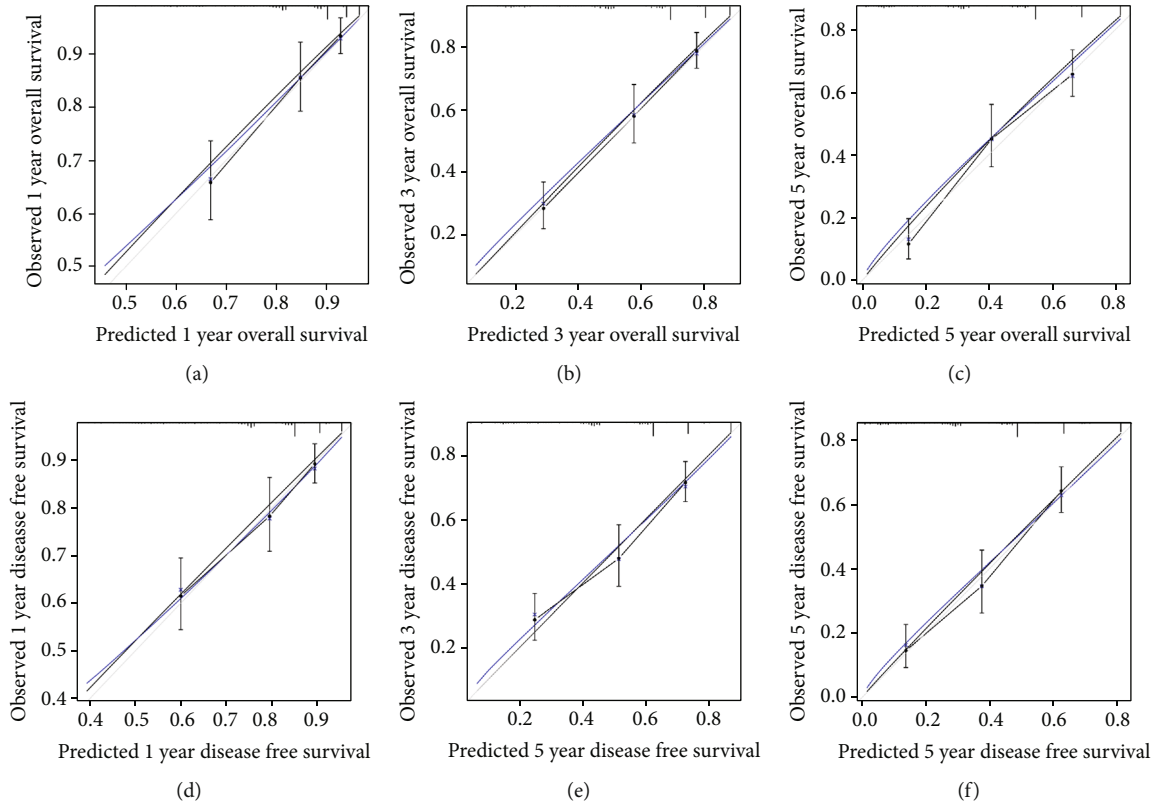 Observed 1 year overall survival
0.9
0.8
0.7
0.6
0.5
0.5 0.6 0.7 0.8 0.9
Predicted 1 year overall survival
(a)
Observed 3 year overall survival
0.8
0.6
0.4
0.2
0.2 0.4 0.6 0.8
Predicted 3 year overall survival
(b)
Observed 5 year overall survival
0.8
0.6
0.4
0.2
0.0
0.0 0.2 0.4 0.6 0.8
Predicted 5 year overall survival
(c)
Observed 1 year diseasse free survival
0.9
0.8
0.7
0.6
0.5
0.4
0.4 0.5 0.6 0.7 0.8 0.9
Predicted 1 year disease free survival
(d)
Observed 3 year diseasse free survival
0.8
0.6
0.4
0.2
0.2 0.4 0.6 0.8
Predicted 5 year disease free survival
(e)
Observed 5 year diseasse free survival
0.8
0.6
0.4
0.2
0.0
0.0 0.2 0.4 0.6 0.8
Predicted 5 year disease free survival
(f)